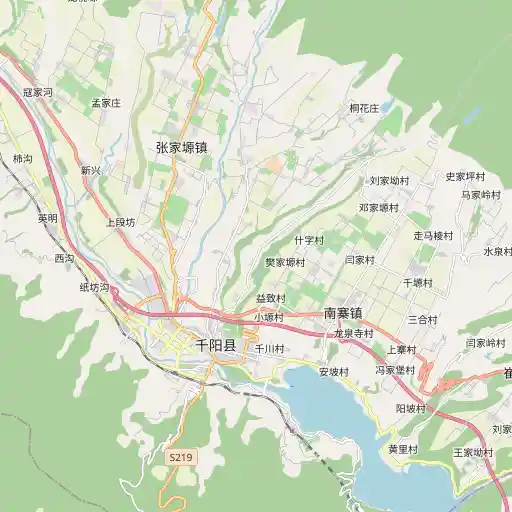 寇家河
孟家庄
桐花庄
张家塬镇
柿沟
新兴
刘家坳村
史家坪村
马家岭村
英明
上段坊
邓家塬村
什字村
走马棱村
水泉村
西沟
樊家塬村
闫家村
千塬村
纸坊沟
益致村
小塬村
南寨镇
三合村
龙泉寺村
千阳县
千川村
上寨村
闫家岭村
安坡村
冯家堡村
崔
阳坡村
刘家
S219
黄里村
王家坳村